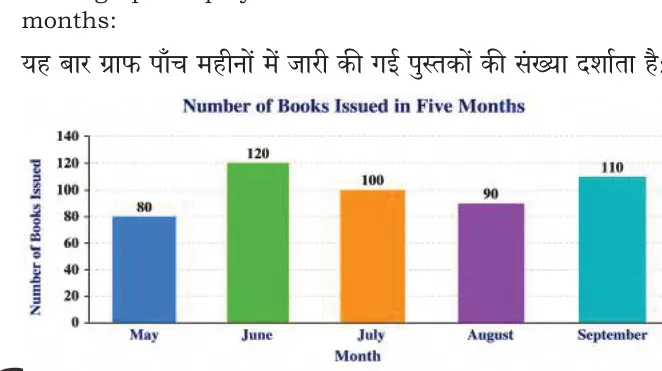 months:
यह बार ग्राफ पाँच महीनों में जारी की गई पुस्तकों की संख्या दर्शाता है:
Number of Books Issued in Five Months
Number of Books Issued
140
120
100
80
60
40
20
0
80
120
100
90
110
May June July August September
Month